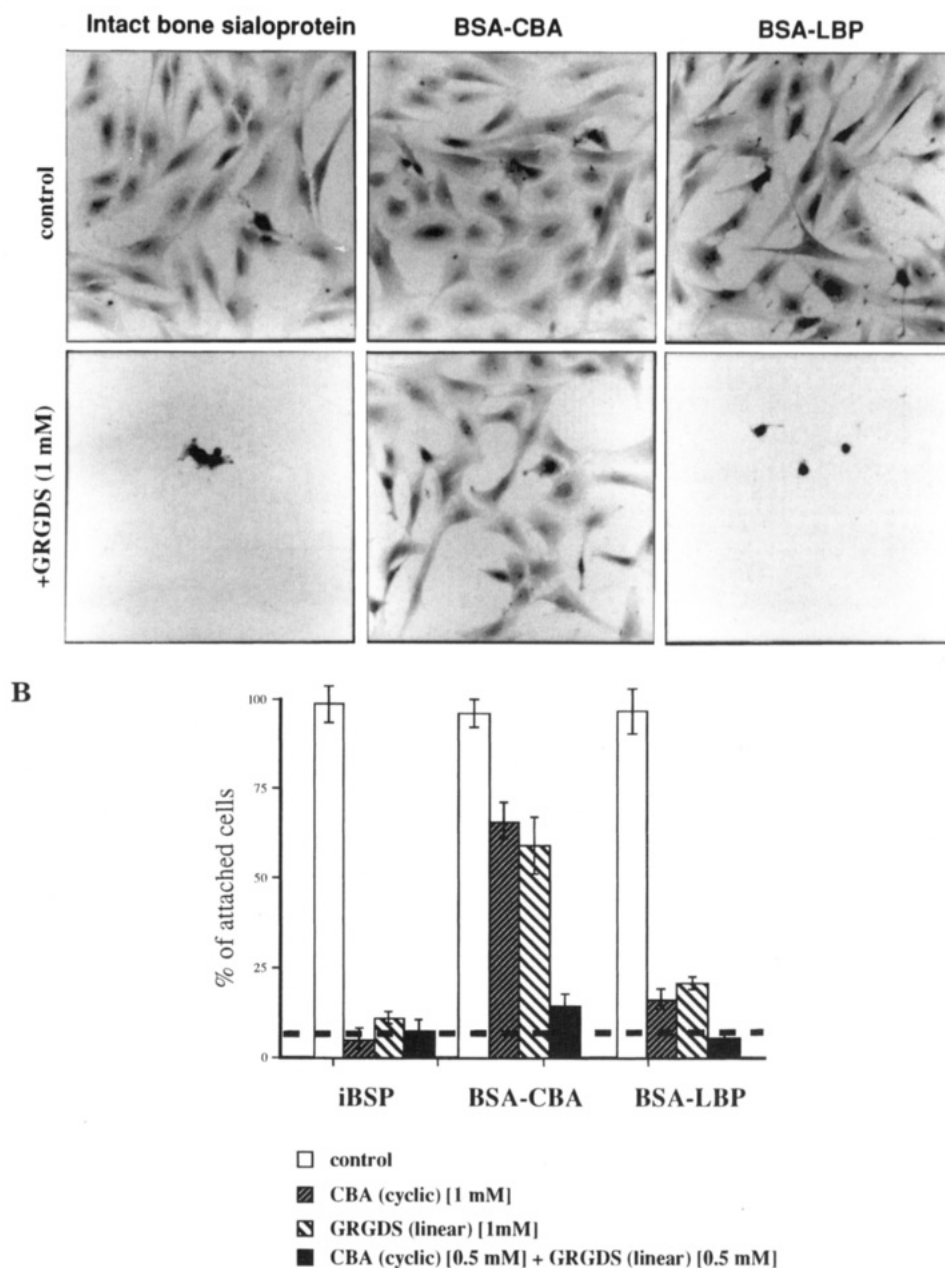 Intact bone sialoprotein
BSA-CBA
BSA-LBP
control
+GRGDS (1 mM)
B
% of attached cells
100
75
50
25
0
iBSP
BSA-CBA
BSA-LBP
control
CBA (cyclic) [1 mM]
GRGDS (linear) [1mM]
CBA (cyclic) [0.5 mM] + GRGDS (linear) [0.5 mM]